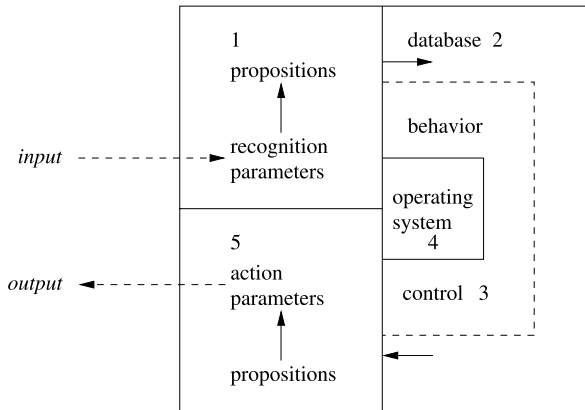 1
propositions
recognition
parameters
input
database 2
behavior
operating
system
4
control 3
5
action
parameters
output
propositions